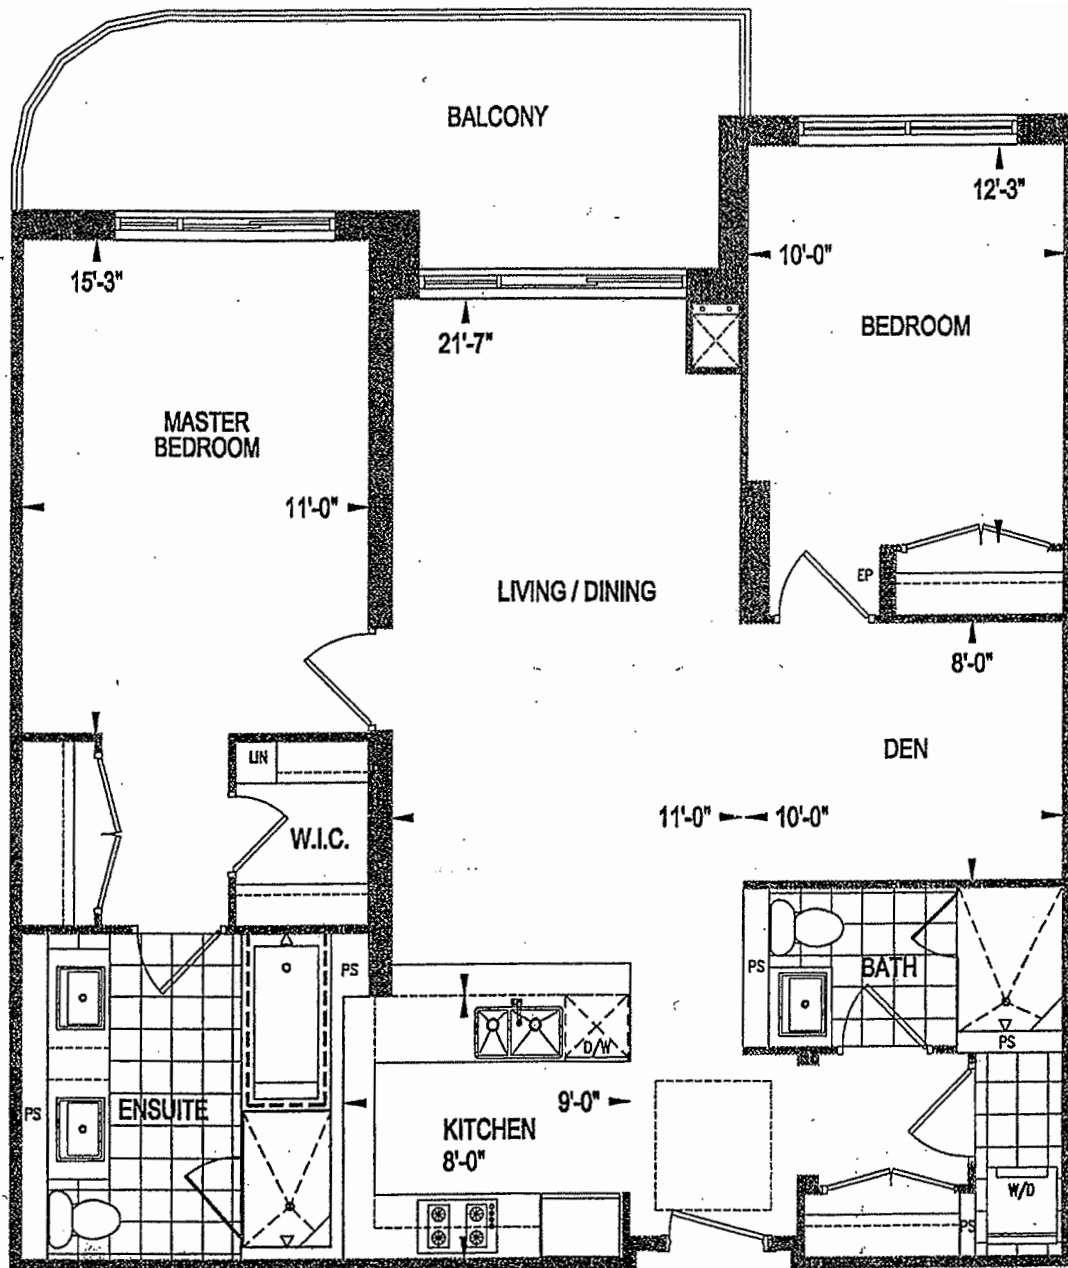 BALCONY
12'-3"
10'-0"
15'-3"
BEDROOM
21'-7"
MASTER
BEDROOM
11'-0"
EP
LIVING / DINING
8'-0"
DEN
LIN
11'-0"
10'-0"
W.I.C.
PS
PS
BATH
PS
D/W
PS
ENSUITE
9'-0"
KITCHEN
8'-0"
W/D
PS